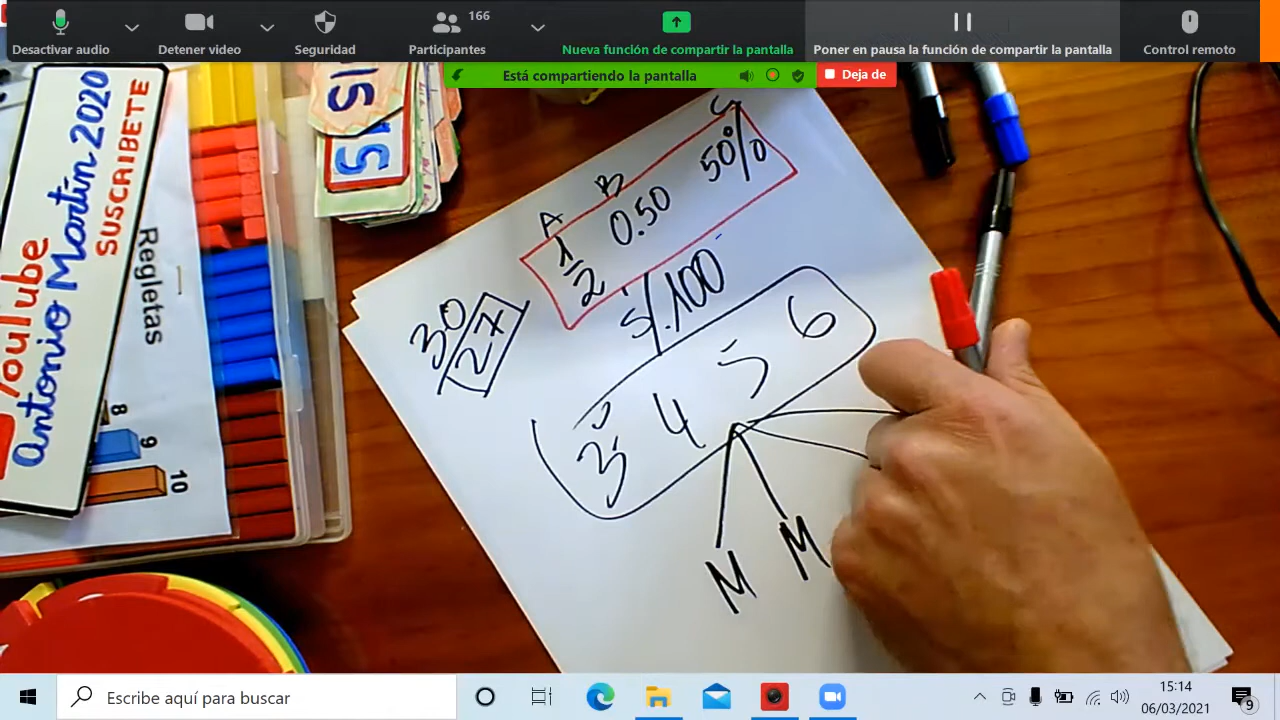 166
Desactivar audio
Detener video
Seguridad
Participantes
Nueva función de compartir la pantalla
Poner en pausa la función de compartir la pantalla
Control remoto
Está compartiendo la pantalla
Deja de
YouTube
Antonio Martín 2020
SUSCRIBETE
Regletas
8
9
10
A B C
1/2 0.50 50%
S/.100
30
27
3 4 5 6
M M
Escribe aquí para buscar
15:14
06/03/2021
9